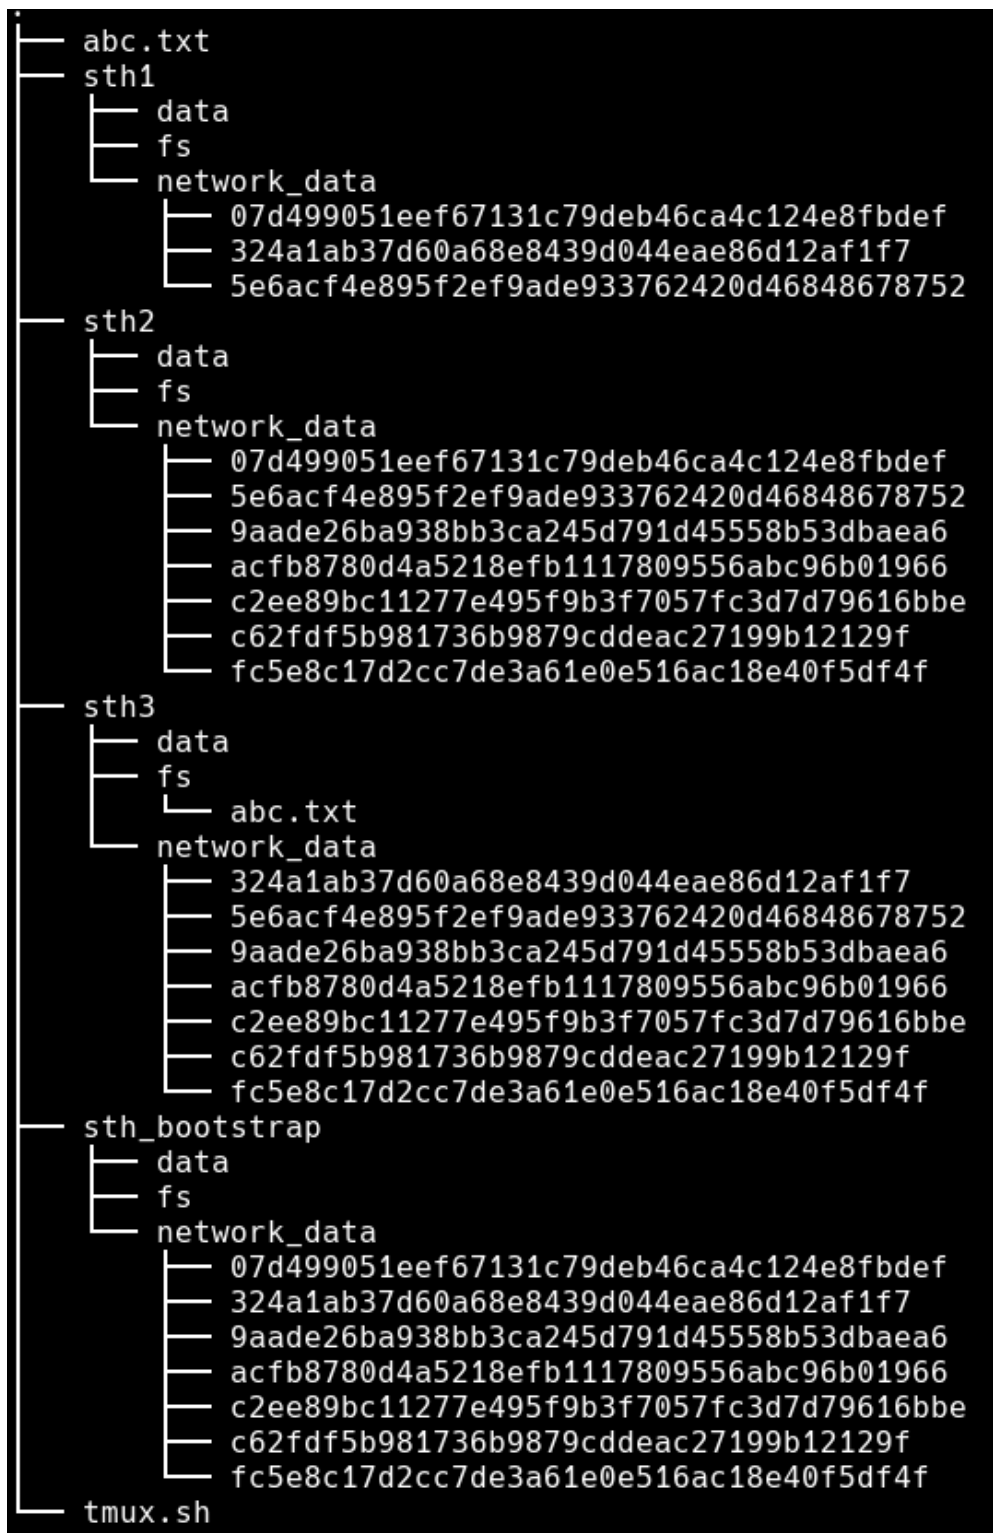 .
├── abc.txt
├── sth1
│   ├── data
│   ├── fs
│   └── network_data
│       ├── 07d499051eef67131c79deb46ca4c124e8fbdef
│       ├── 324a1ab37d60a68e8439d044eae86d12af1f7
│       └── 5e6acf4e895f2ef9ade933762420d46848678752
├── sth2
│   ├── data
│   ├── fs
│   └── network_data
│       ├── 07d499051eef67131c79deb46ca4c124e8fbdef
│       ├── 5e6acf4e895f2ef9ade933762420d46848678752
│       ├── 9aade26ba938bb3ca245d791d45558b53dbaea6
│       ├── acfb8780d4a5218efb1117809556abc96b01966
│       ├── c2ee89bc11277e495f9b3f7057fc3d7d79616bbe
│       ├── c62fdf5b981736b9879cddeac27199b12129f
│       └── fc5e8c17d2cc7de3a61e0e516ac18e40f5df4f
├── sth3
│   ├── data
│   ├── fs
│   │   └── abc.txt
│   └── network_data
│       ├── 324a1ab37d60a68e8439d044eae86d12af1f7
│       ├── 5e6acf4e895f2ef9ade933762420d46848678752
│       ├── 9aade26ba938bb3ca245d791d45558b53dbaea6
│       ├── acfb8780d4a5218efb1117809556abc96b01966
│       ├── c2ee89bc11277e495f9b3f7057fc3d7d79616bbe
│       ├── c62fdf5b981736b9879cddeac27199b12129f
│       └── fc5e8c17d2cc7de3a61e0e516ac18e40f5df4f
├── sth_bootstrap
│   ├── data
│   ├── fs
│   └── network_data
│       ├── 07d499051eef67131c79deb46ca4c124e8fbdef
│       ├── 324a1ab37d60a68e8439d044eae86d12af1f7
│       ├── 9aade26ba938bb3ca245d791d45558b53dbaea6
│       ├── acfb8780d4a5218efb1117809556abc96b01966
│       ├── c2ee89bc11277e495f9b3f7057fc3d7d79616bbe
│       ├── c62fdf5b981736b9879cddeac27199b12129f
│       └── fc5e8c17d2cc7de3a61e0e516ac18e40f5df4f
└── tmux.sh